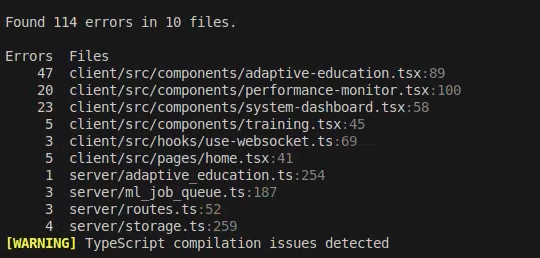 Found 114 errors in 10 files.
Errors  Files
    47  client/src/components/adaptive-education.tsx:89
    20  client/src/components/performance-monitor.tsx:100
    23  client/src/components/system-dashboard.tsx:58
     5  client/src/components/training.tsx:45
     3  client/src/hooks/use-websocket.ts:69
     5  client/src/pages/home.tsx:41
     1  server/adaptive_education.ts:254
     3  server/ml_job_queue.ts:187
     3  server/routes.ts:52
     4  server/storage.ts:259
[WARNING] TypeScript compilation issues detected